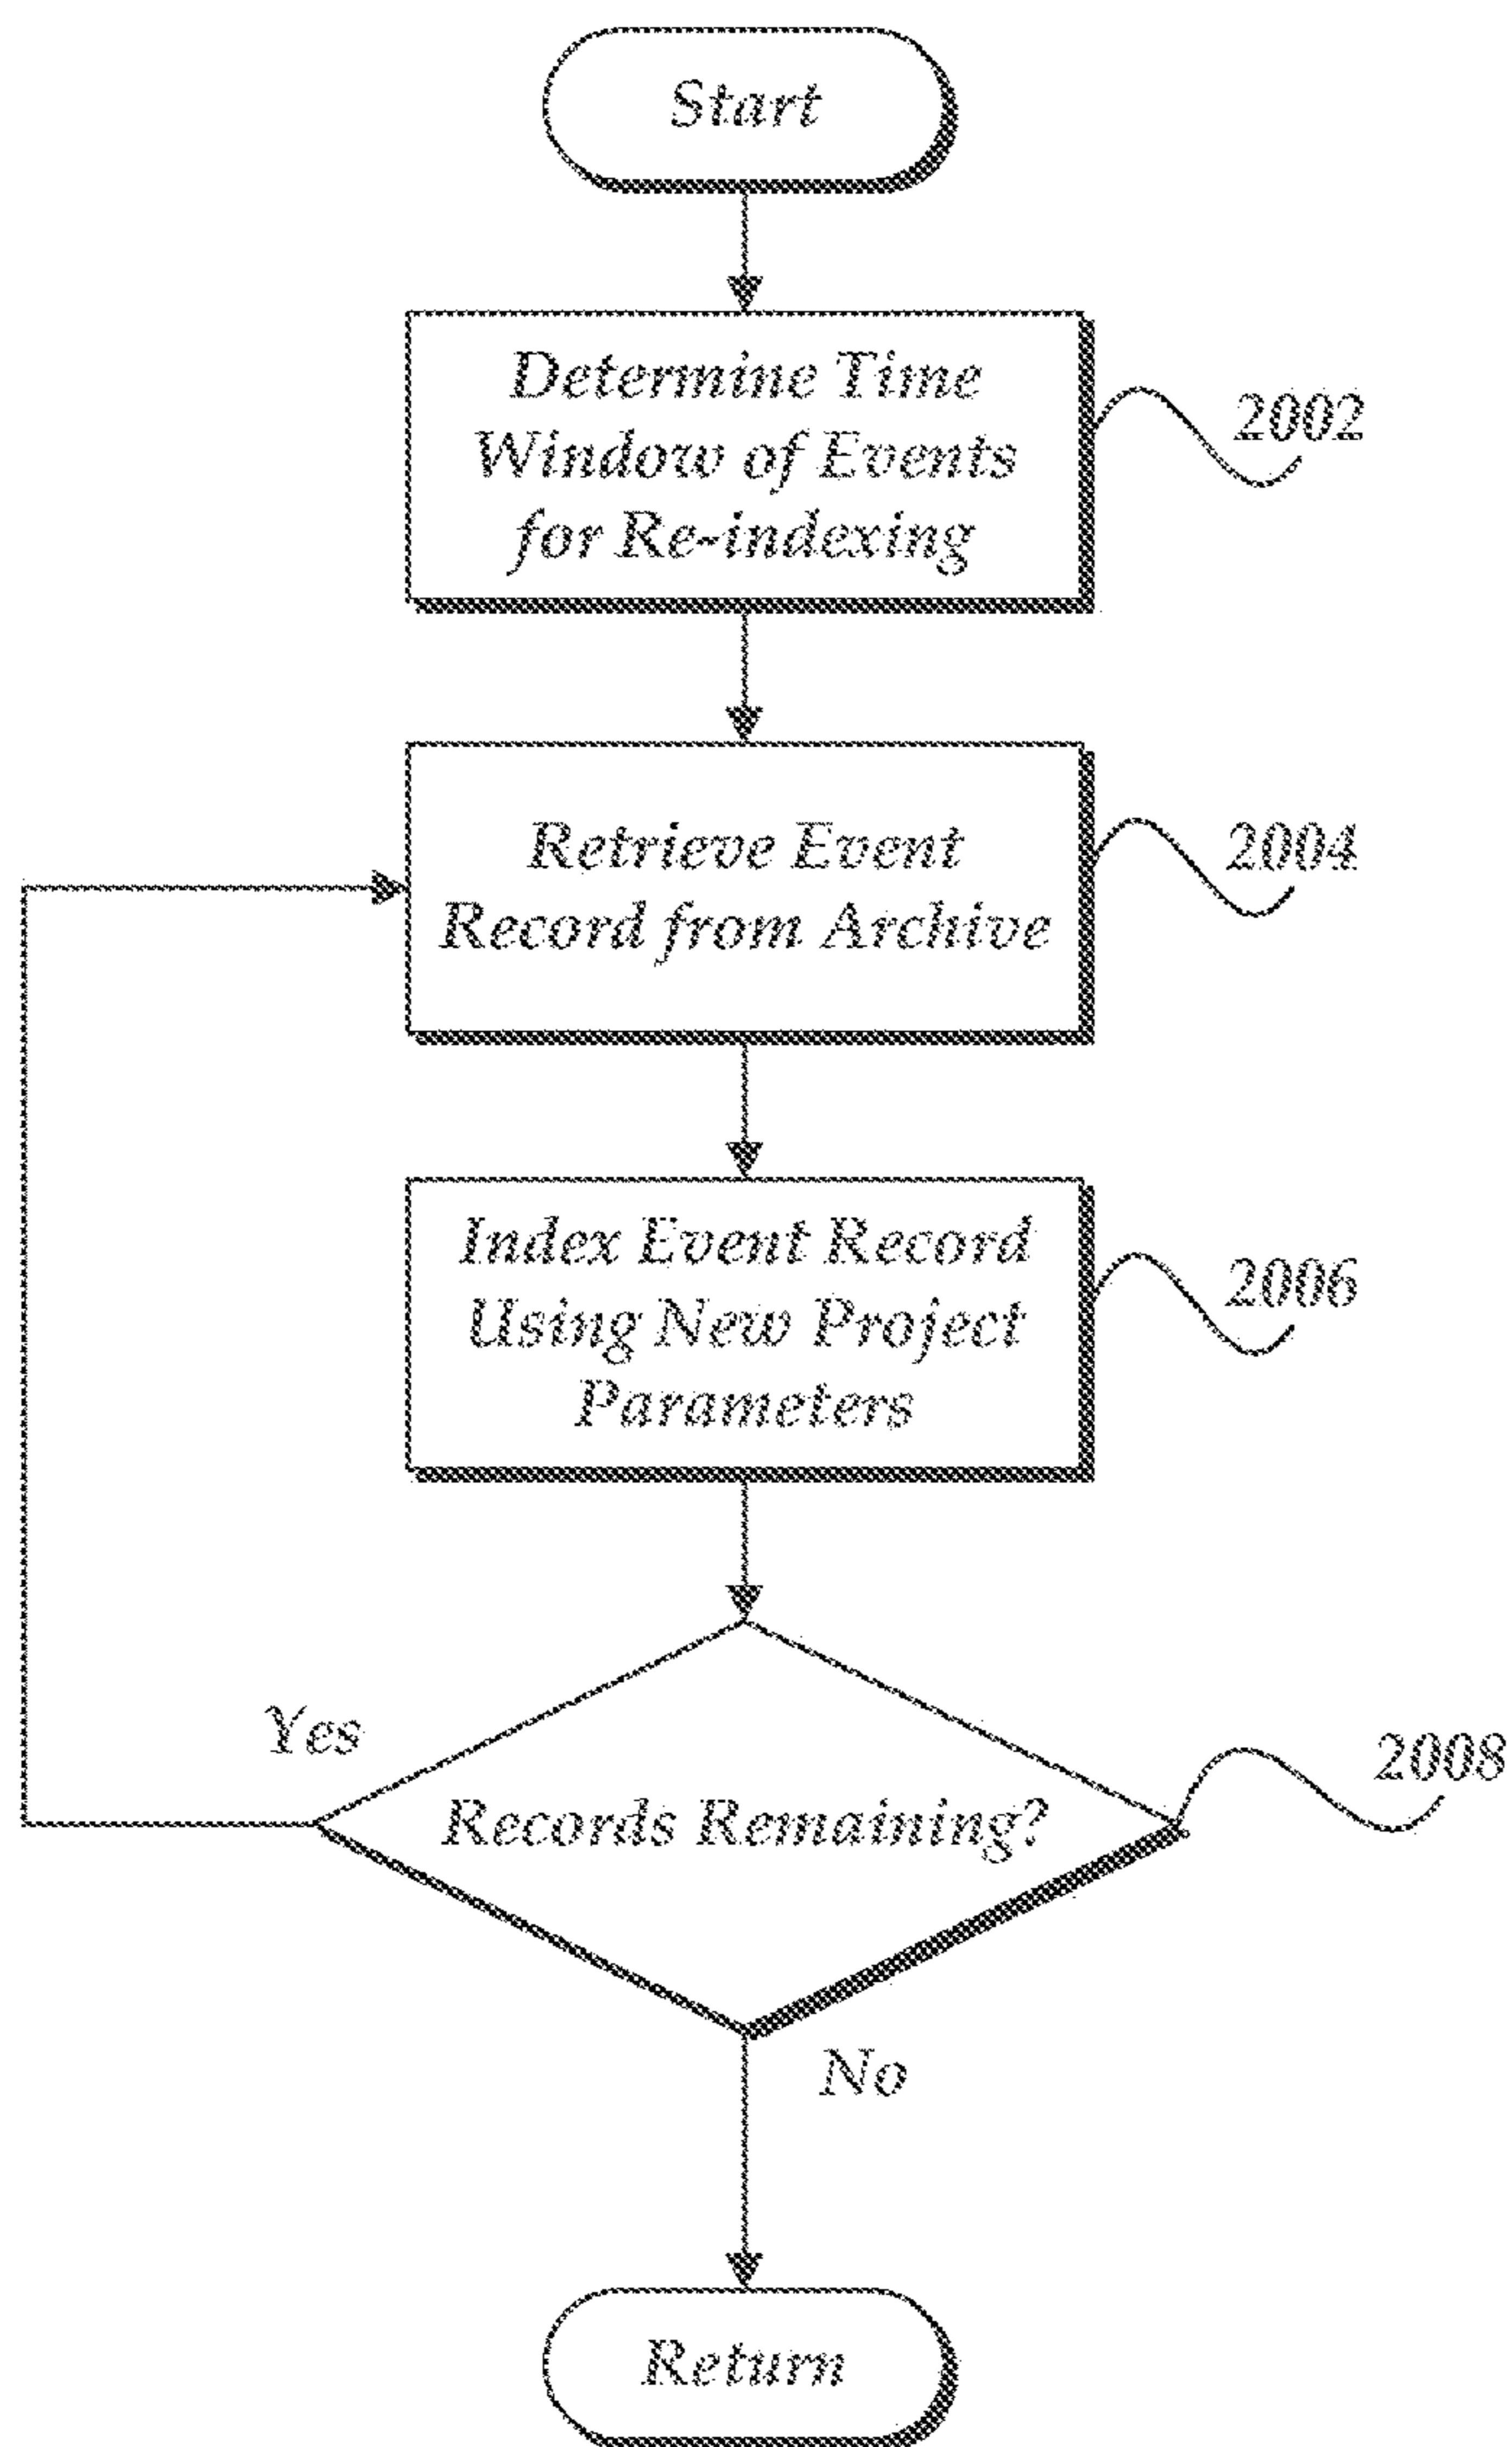 Start
Determine Time
Window of Events
for Re-indexing
2002
Retrieve Event
Record from Archive
2004
Index Event Record
Using New Project
Parameters
2006
Yes
Records Remaining?
2008
No
Return